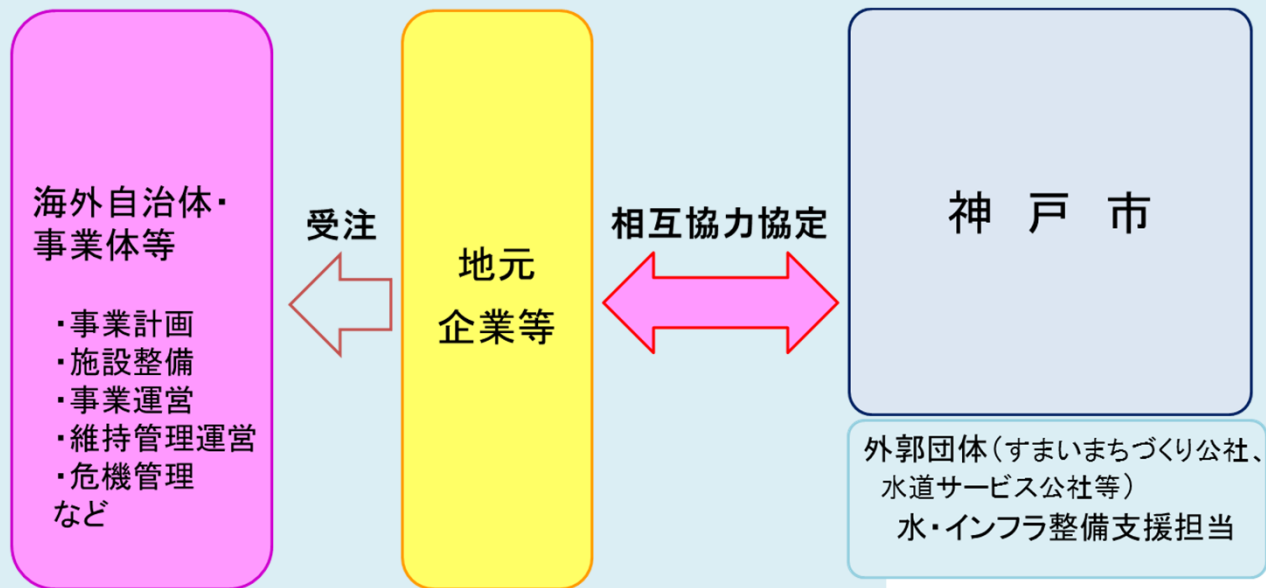 海外自治体・
事業体等
・事業計画
・施設整備
・事業運営
・維持管理運営
・危機管理
など
受注
地元
企業等
相互協力協定
神 戸 市
外郭団体(すまいまちづくり公社、
水道サービス公社等)
水・インフラ整備支援担当